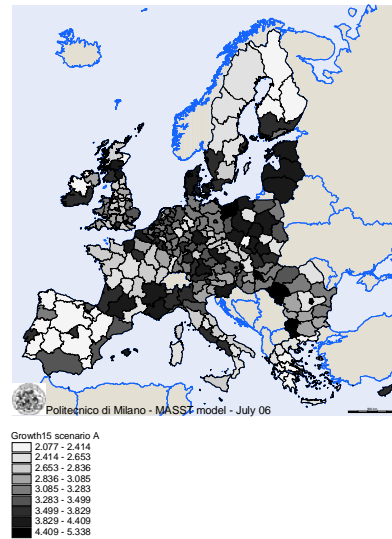 Politecnico di Milano - MASST model - July 06
Growth15 scenario A
2.077 - 2.414
2.414 - 2.653
2.653 - 2.836
2.836 - 3.085
3.085 - 3.283
3.283 - 3.499
3.499 - 3.829
3.829 - 4.409
4.409 - 5.338